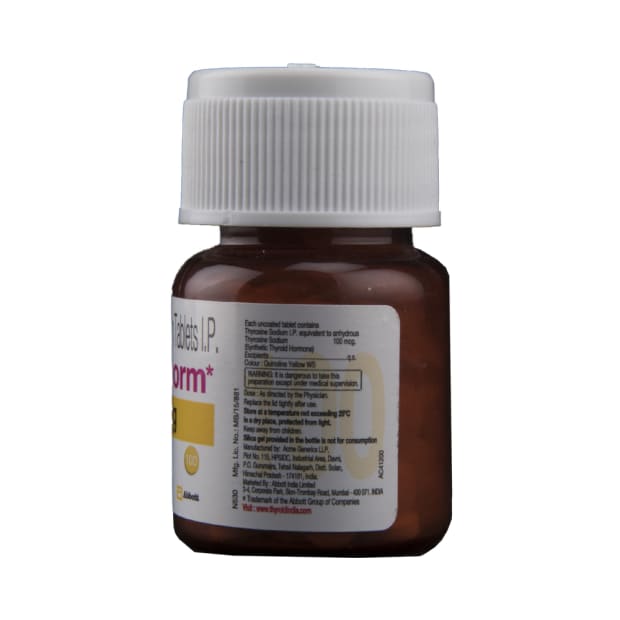 Tablets I.P.
orm*
g
100
Abbott
Each uncoated tablet contains
Thyroxine Sodium I.P. equivalent to anhydrous
Thyroxine Sodium 100 mcg.
(Synthetic Thyroid Hormone)
Excipients q.s.
Colour : Quinoline Yellow WS
WARNING: It is dangerous to take this
preparation except under medical supervision.
Dose : As directed by the Physician.
Replace the lid tightly after use.
Store at a temperature not exceeding 25°C
in a dry place, protected from light.
Keep away from children.
Silica gel provided in the bottle is not for consumption
Manufactured by: Acme Generics LLP.
Plot No. 115, HPSIDC, Industrial Area, Davni,
P.O. Gurumajra, Tehsil Nalagarh, Distt. Solan,
Himachal Pradesh - 174101, India.
Marketed By : Abbott India Limited
3-4, Corporate Park, Sion-Trombay Road, Mumbai - 400 071. INDIA
* Trademark of the Abbott Group of Companies
Visit : www.thyroidindia.com
N530 Mfg. Lic. No.: MB/15/881
AC41200